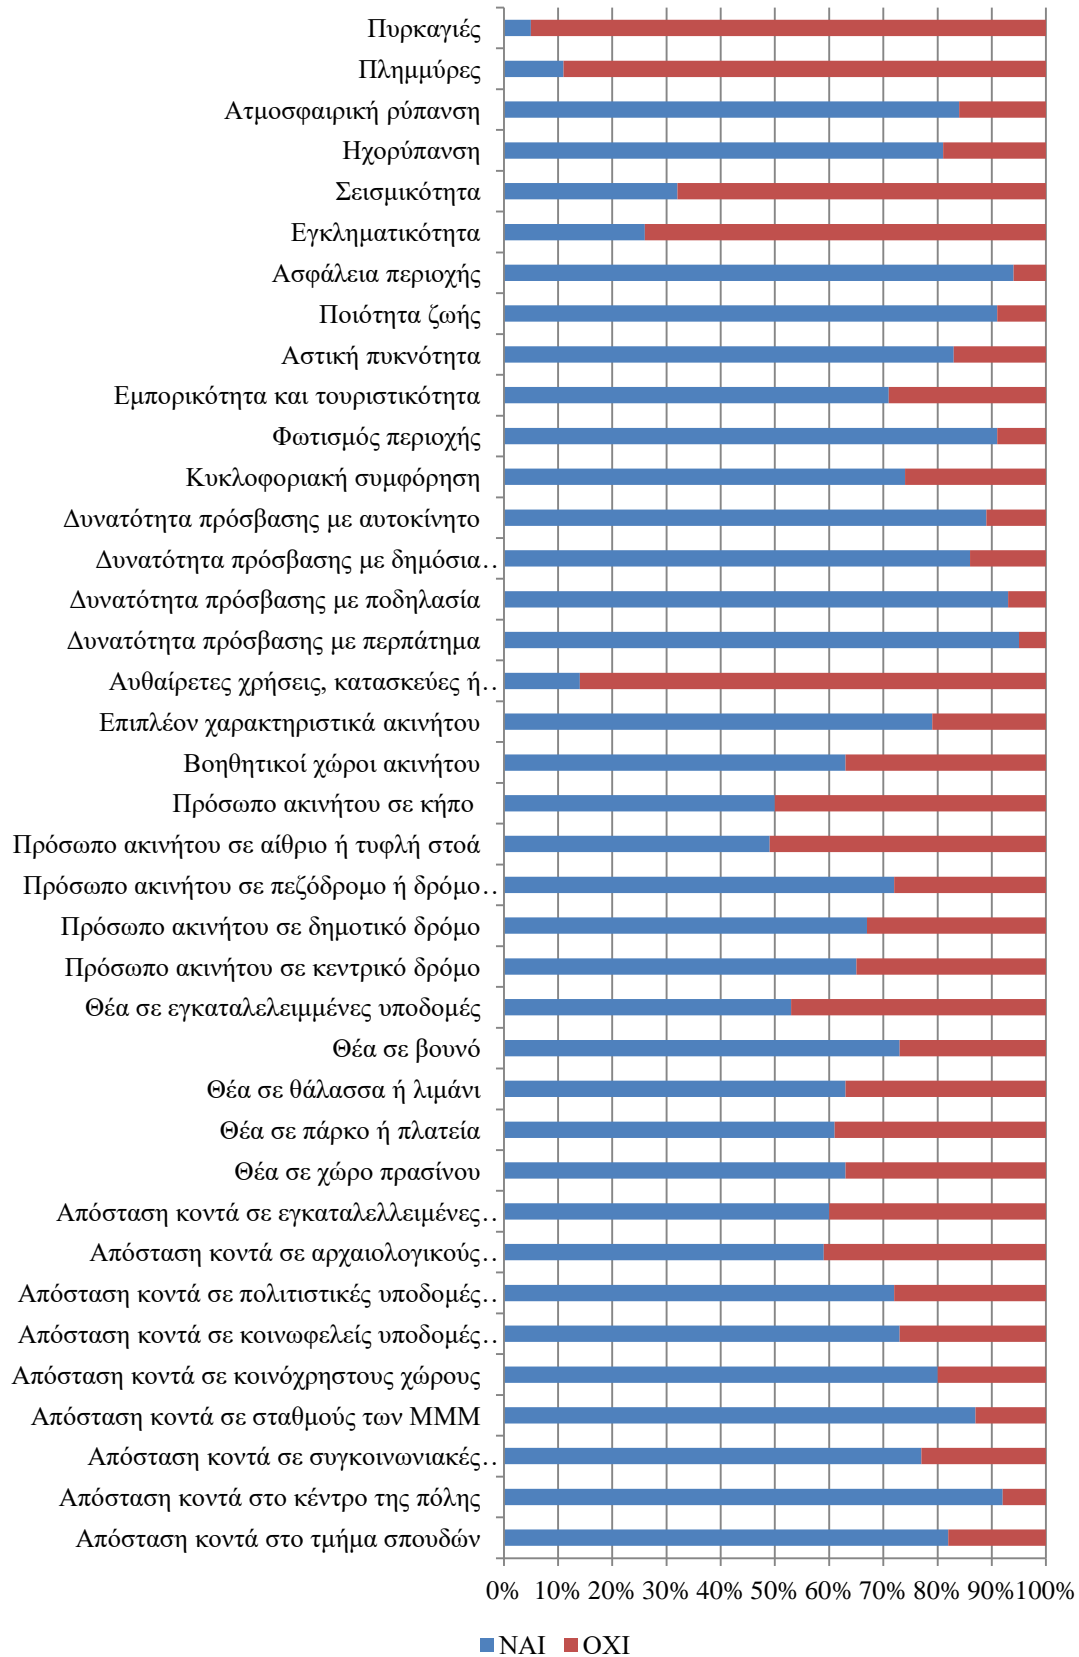 Πυρκαγιές
Πλημμύρες
Ατμοσφαιρική ρύπανση
Ηχορύπανση
Σεισμικότητα
Εγκληματικότητα
Ασφάλεια περιοχής
Ποιότητα ζωής
Αστική πυκνότητα
Εμπορικότητα και τουριστικότητα
Φωτισμός περιοχής
Κυκλοφοριακή συμφόρηση
Δυνατότητα πρόσβασης με αυτοκίνητο
Δυνατότητα πρόσβασης με δημόσια..
Δυνατότητα πρόσβασης με ποδηλασία
Δυνατότητα πρόσβασης με περπάτημα
Αυθαίρετες χρήσεις, κατασκεύες ή..
Επιπλέον χαρακτηριστικά ακινήτου
Βοηθητικοί χώροι ακινήτου
Πρόσωπο ακινήτου σε κήπο
Πρόσωπο ακινήτου σε αίθριο ή τυφλή στοά
Πρόσωπο ακινήτου σε πεζόδρομο ή δρόμο..
Πρόσωπο ακινήτου σε δημοτικό δρόμο
Πρόσωπο ακινήτου σε κεντρικό δρόμο
Θέα σε εγκαταλελειμμένες υποδομές
Θέα σε βουνό
Θέα σε θάλασσα ή λιμάνι
Θέα σε πάρκο ή πλατεία
Θέα σε χώρο πρασίνου
Απόσταση κοντά σε εγκαταλελλειμένες..
Απόσταση κοντά σε αρχαιολογικούς..
Απόσταση κοντά σε πολιτιστικές υποδομές..
Απόσταση κοντά σε κοινωφελείς υποδομές..
Απόσταση κοντά σε κοινόχρηστους χώρους
Απόσταση κοντά σε σταθμούς των ΜΜΜ
Απόσταση κοντά σε συγκοινωνιακές..
Απόσταση κοντά στο κέντρο της πόλης
Απόσταση κοντά στο τμήμα σπουδών
0% 10% 20% 30% 40% 50% 60% 70% 80% 90% 100%
ΝΑΙ ΟΧΙ